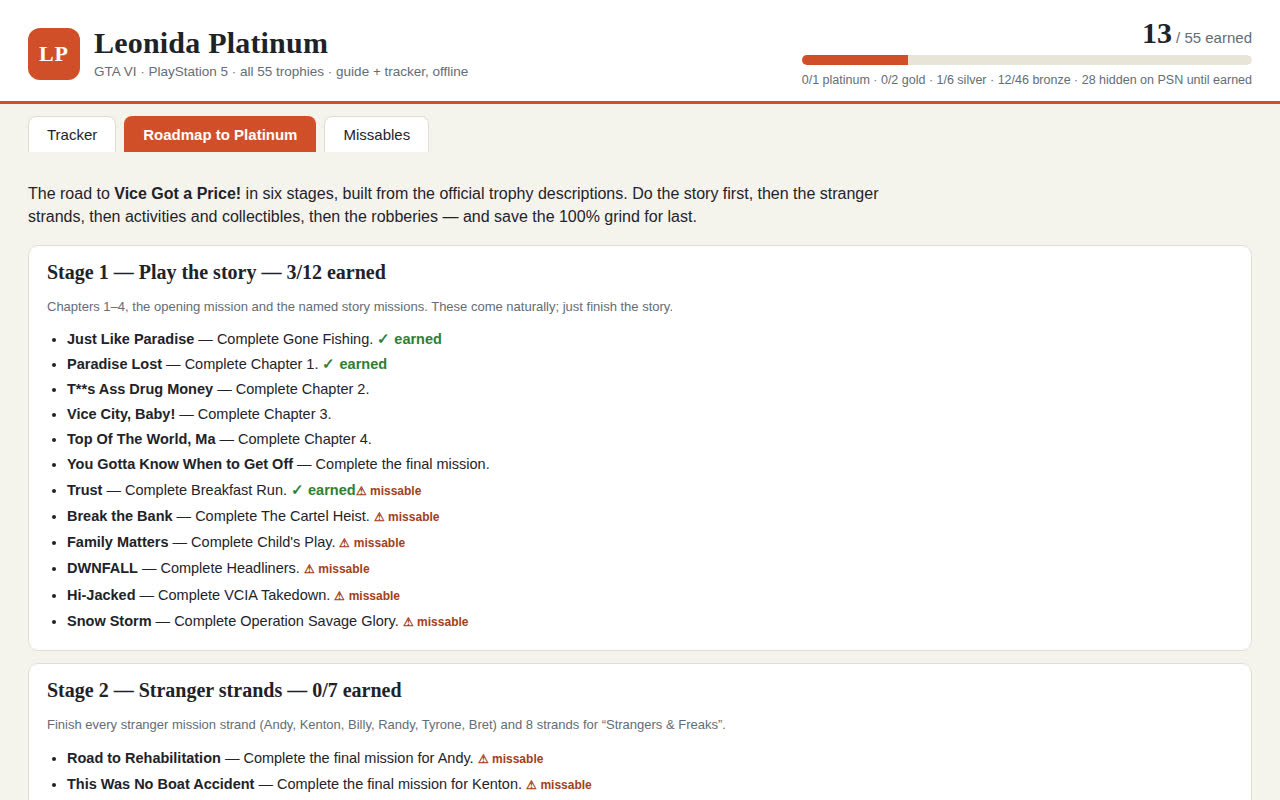 LP
Leonida Platinum
GTA VI · PlayStation 5 · all 55 trophies · guide + tracker, offline
13 / 55 earned
0/1 platinum · 0/2 gold · 1/6 silver · 12/46 bronze · 28 hidden on PSN until earned
Tracker
Roadmap to Platinum
Missables
The road to Vice Got a Price! in six stages, built from the official trophy descriptions. Do the story first, then the stranger
strands, then activities and collectibles, then the robberies — and save the 100% grind for last.
Stage 1 — Play the story — 3/12 earned
Chapters 1–4, the opening mission and the named story missions. These come naturally; just finish the story.
• Just Like Paradise — Complete Gone Fishing. ✓ earned
• Paradise Lost — Complete Chapter 1. ✓ earned
• T**s Ass Drug Money — Complete Chapter 2.
• Vice City, Baby! — Complete Chapter 3.
• Top Of The World, Ma — Complete Chapter 4.
• You Gotta Know When to Get Off — Complete the final mission.
• Trust — Complete Breakfast Run. ✓ earned⚠ missable
• Break the Bank — Complete The Cartel Heist. ⚠ missable
• Family Matters — Complete Child's Play. ⚠ missable
• DWNFALL — Complete Headliners. ⚠ missable
• Hi-Jacked — Complete VCIA Takedown. ⚠ missable
• Snow Storm — Complete Operation Savage Glory. ⚠ missable
Stage 2 — Stranger strands — 0/7 earned
Finish every stranger mission strand (Andy, Kenton, Billy, Randy, Tyrone, Bret) and 8 strands for “Strangers & Freaks”.
• Road to Rehabilitation — Complete the final mission for Andy. ⚠ missable
• This Was No Boat Accident — Complete the final mission for Kenton. ⚠ missable